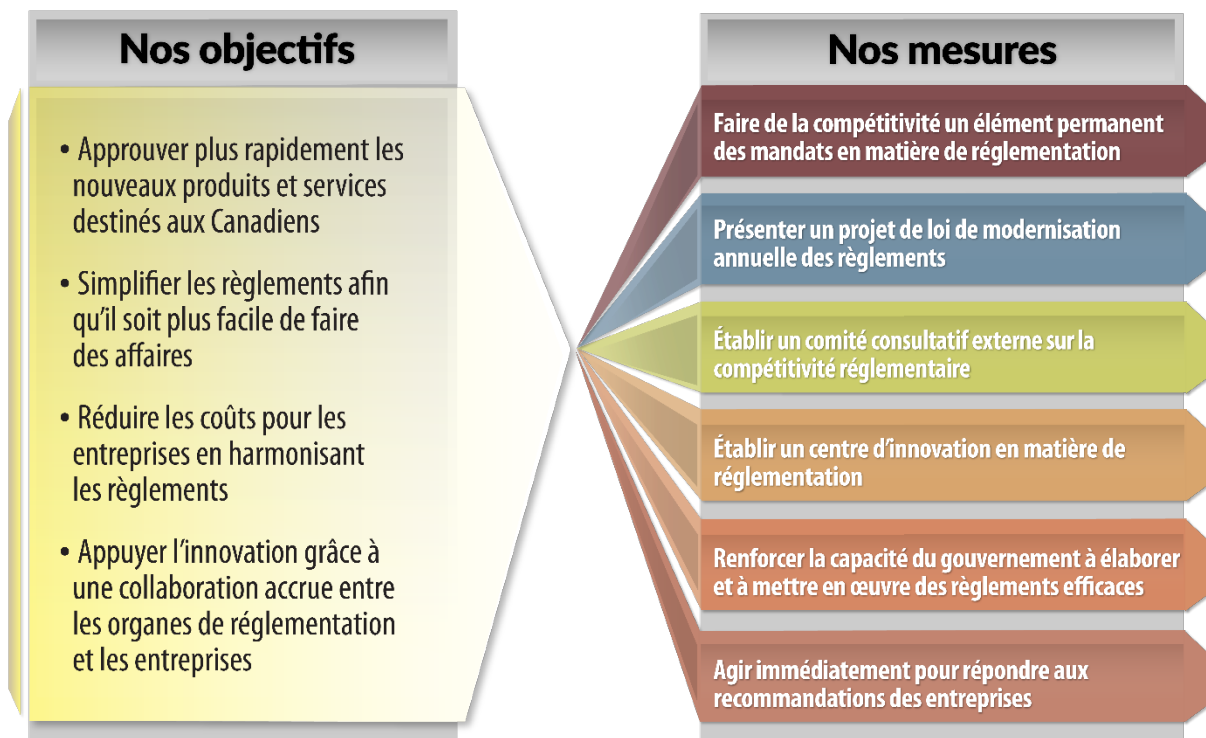 Nos objectifs
• Approuver plus rapidement les
nouveaux produits et services
destinés aux Canadiens
• Simplifier les règlements afin
qu'il soit plus facile de faire
des affaires
• Réduire les coûts pour les
entreprises en harmonisant
les règlements
• Appuyer l'innovation grâce à
une collaboration accrue entre
les organes de réglementation
et les entreprises
Nos mesures
Faire de la compétitivité un élément permanent
des mandats en matière de réglementation
Présenter un projet de loi de modernisation
annuelle des règlements
Établir un comité consultatif externe sur la
compétitivité réglementaire
Établir un centre d'innovation en matière de
réglementation
Renforcer la capacité du gouvernement à élaborer
et à mettre en œuvre des règlements efficaces
Agir immédiatement pour répondre aux
recommandations des entreprises